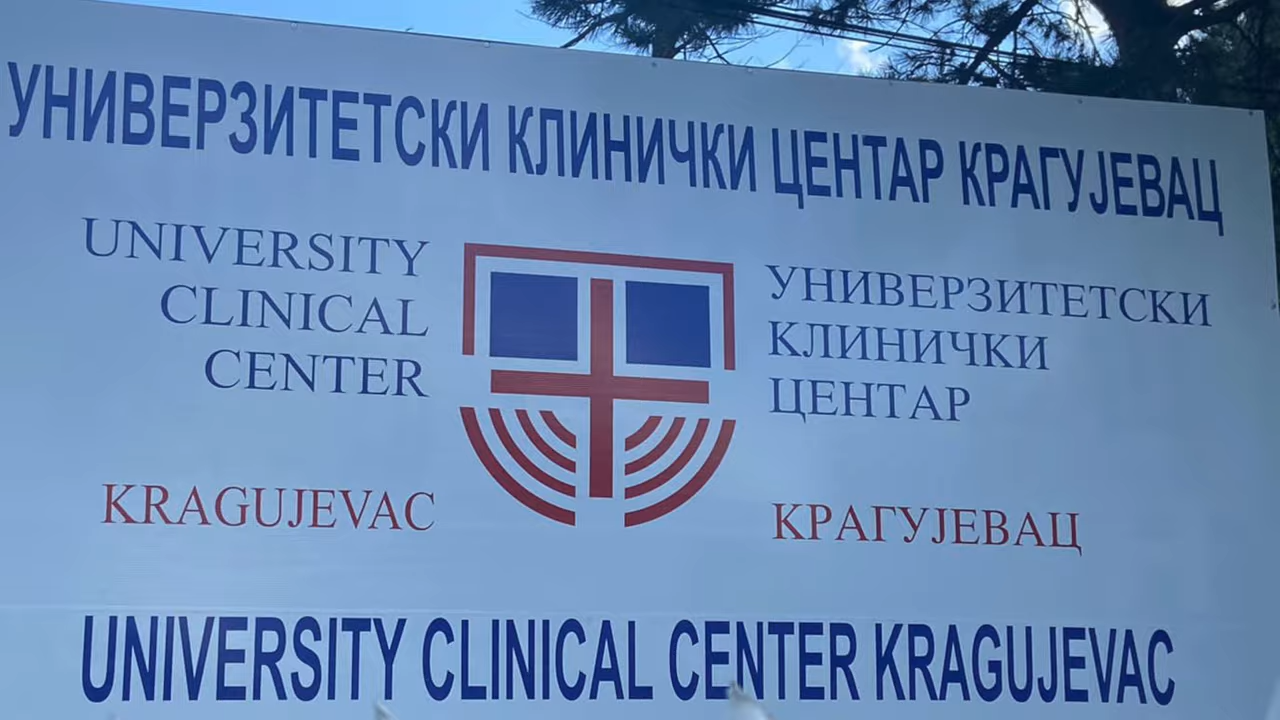 УНИВЕРЗИТЕТСКИ КЛИНИЧКИ ЦЕНТАР КРАГУЈЕВАЦ
UNIVERSITY
CLINICAL
CENTER
KRAGUJEVAC
УНИВЕРЗИТЕТСКИ
КЛИНИЧКИ
ЦЕНТАР
КРАГУЈЕВАЦ
UNIVERSITY CLINICAL CENTER KRAGUJEVAC